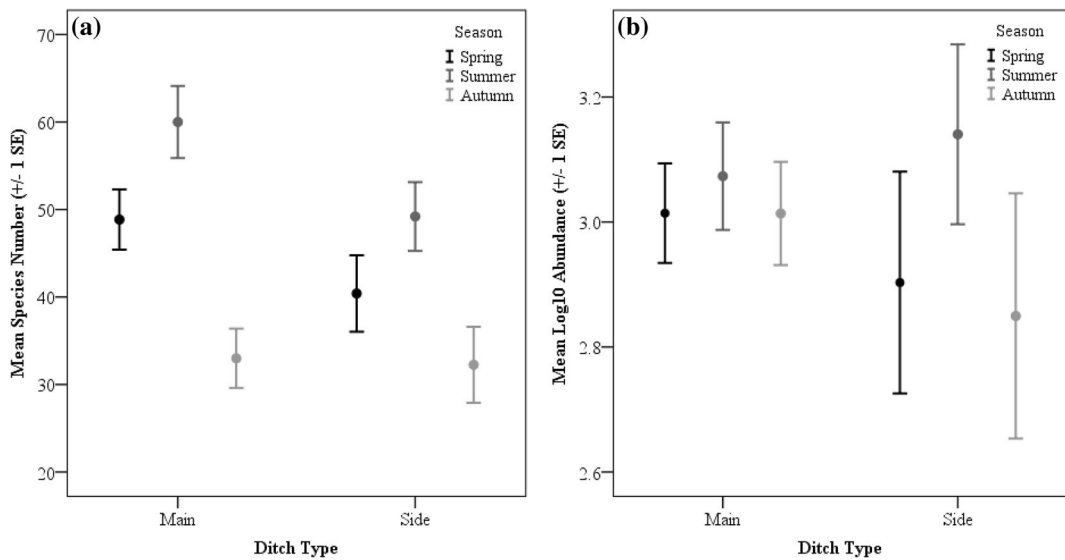 (a)
Season
Spring
Summer
Autumn
Mean Species Number (+/- 1 SE)
70
60
50
40
30
20
Main
Side
Ditch Type
(b)
Season
Spring
Summer
Autumn
Mean Log10 Abundance (+/- 1 SE)
3.2
3.0
2.8
2.6
Main
Side
Ditch Type